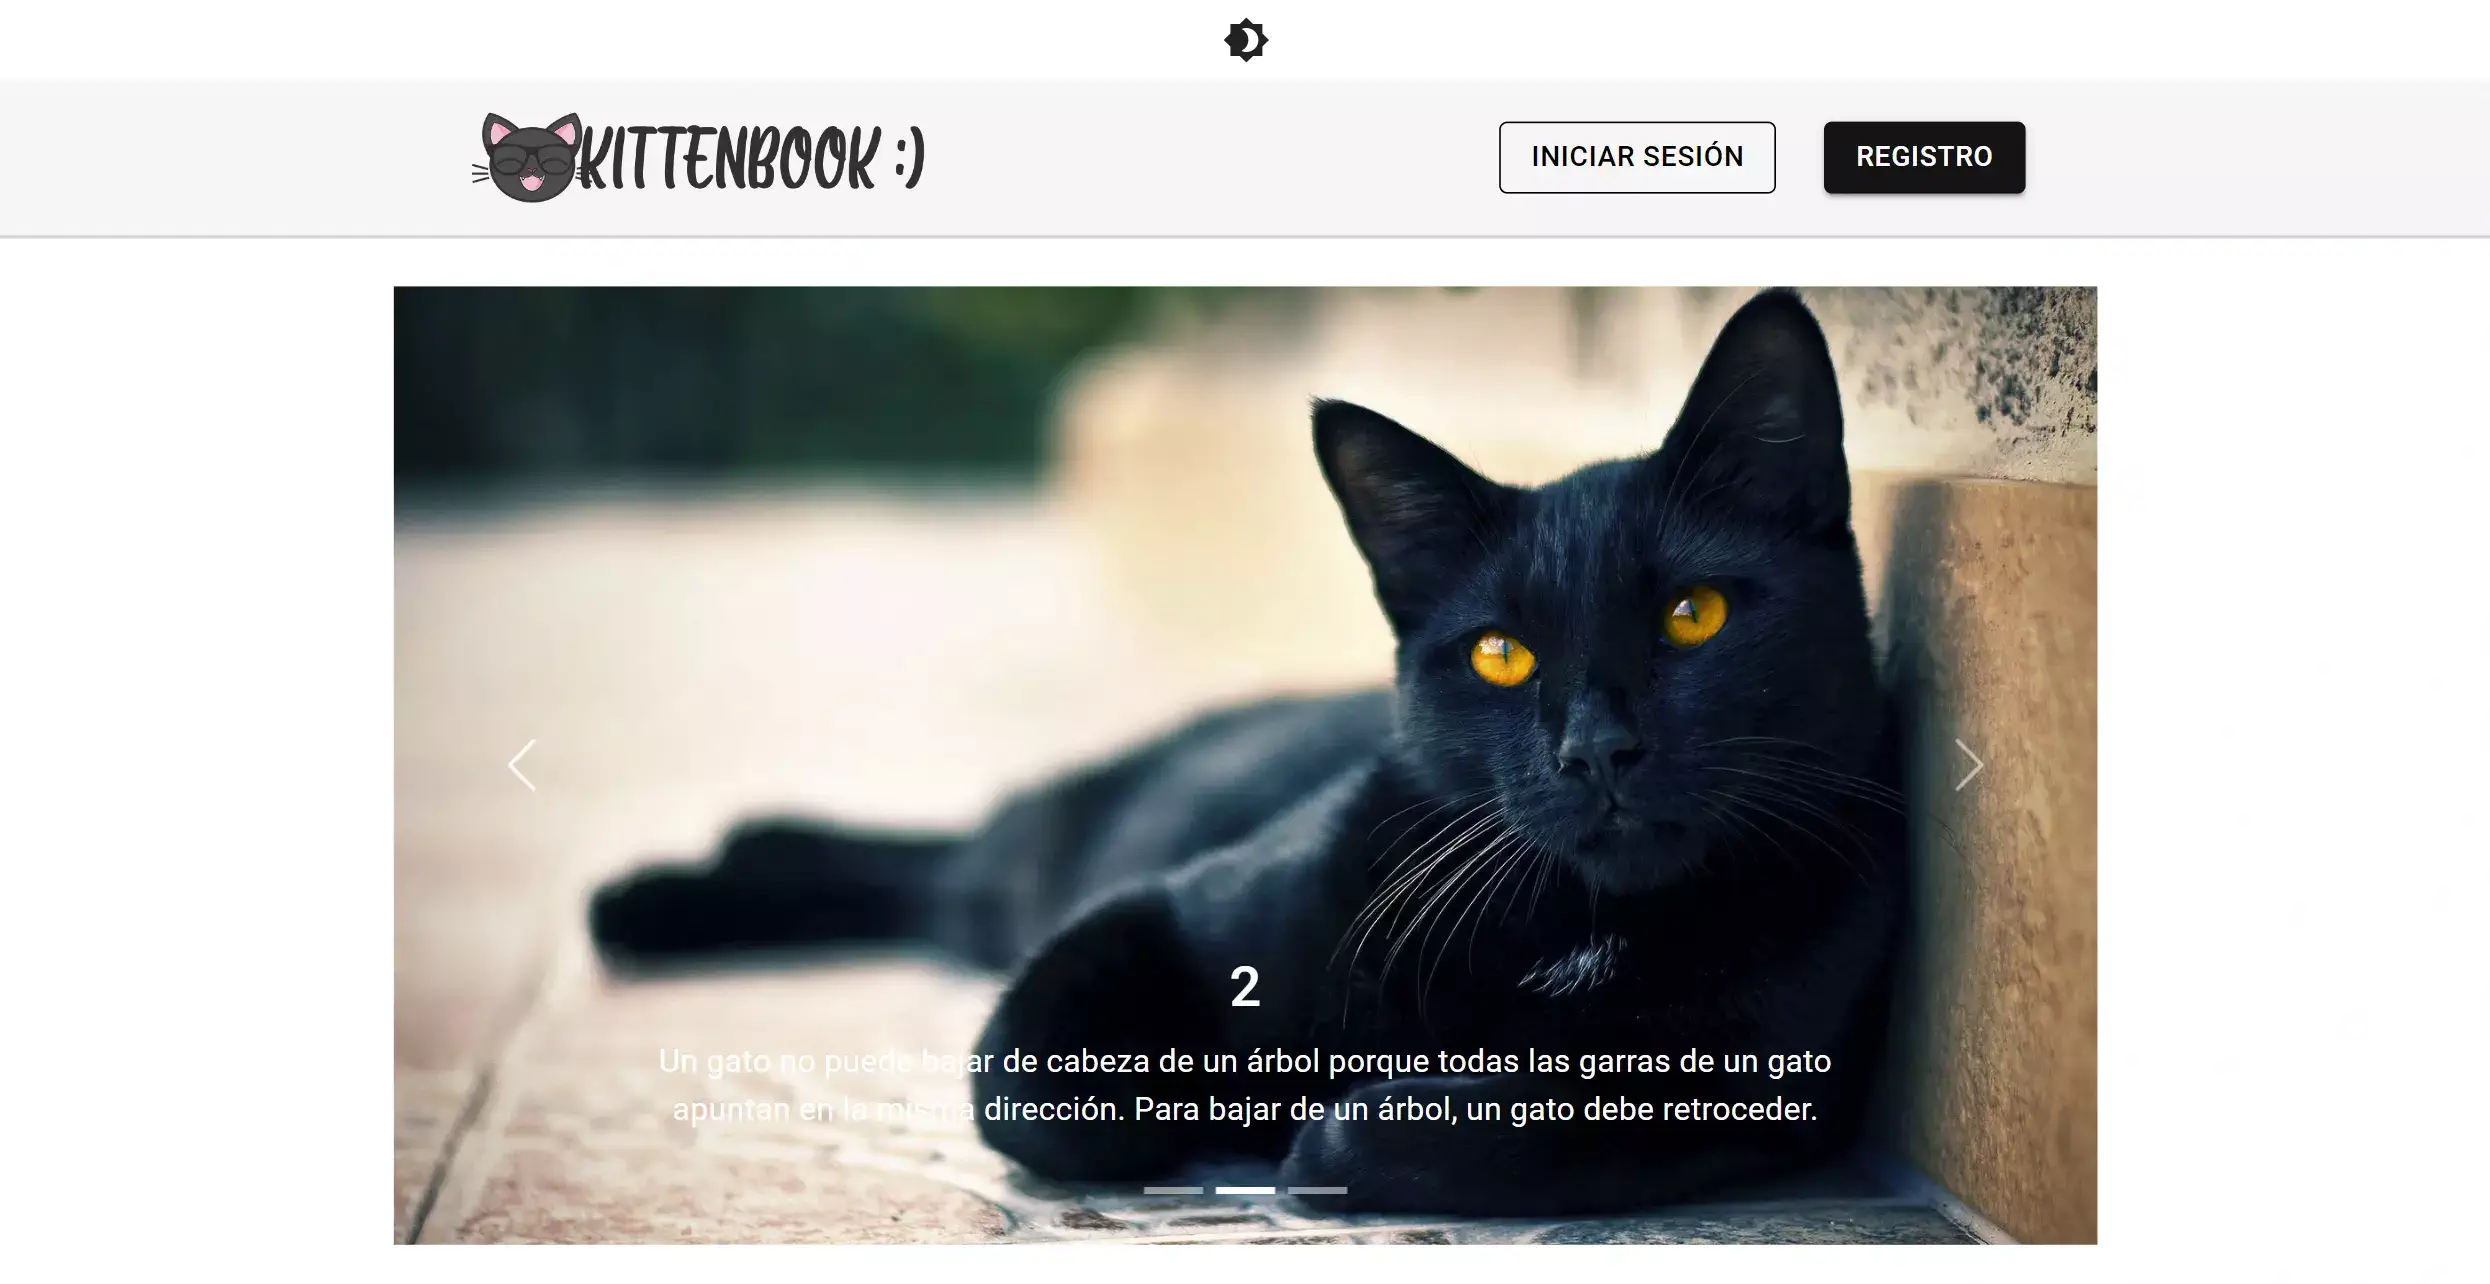 KITTENBOOK :)
INICIAR SESIÓN
REGISTRO
2
Un gato no puede bajar de cabeza de un árbol porque todas las garras de un gato
apuntan en la misma dirección. Para bajar de un árbol, un gato debe retroceder.